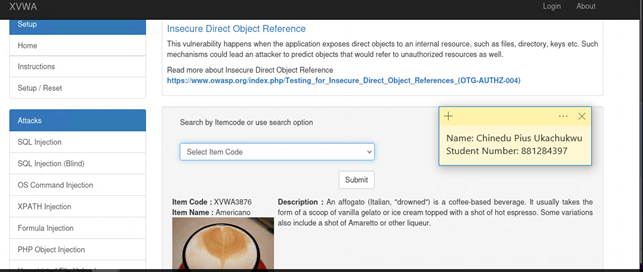 XVWA
Login About
Setup
Home
Instructions
Setup / Reset
Attacks
SQL Injection
SQL Injection (Blind)
OS Command Injection
XPATH Injection
Formula Injection
PHP Object Injection
Insecure Direct Object Reference
This vulnerability happens when the application exposes direct objects to an internal resource, such as files, directory, keys etc. Such
mechanisms could lead an attacker to predict objects that would refer to unauthorized resources as well.
Read more about Insecure Direct Object Reference
https://www.owasp.org/index.php/Testing_for_Insecure_Direct_Object_References_(OTG-AUTHZ-004)
Search by Itemcode or use search option
Select Item Code
Submit
Name: Chinedu Pius Ukachukwu
Student Number: 881284397
Item Code : XVWA3876
Item Name : Americano
Description : An affogato (Italian, "drowned") is a coffee-based beverage. It usually takes the
form of a scoop of vanilla gelato or ice cream topped with a shot of hot espresso. Some variations
also include a shot of Amaretto or other liqueur.